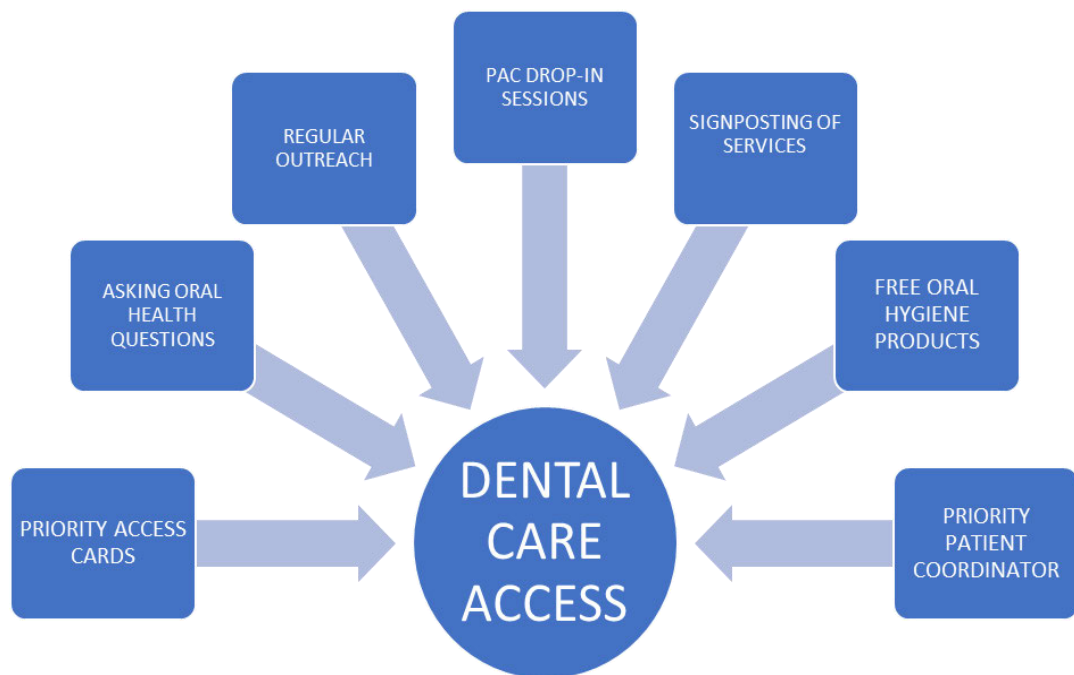 PAC DROP-IN
SESSIONS
REGULAR
OUTREACH
SIGNPOSTING OF
SERVICES
ASKING ORAL
HEALTH
QUESTIONS
FREE ORAL
HYGIENE
PRODUCTS
PRIORITY ACCESS
CARDS
DENTAL
CARE
ACCESS
PRIORITY
PATIENT
COORDINATOR